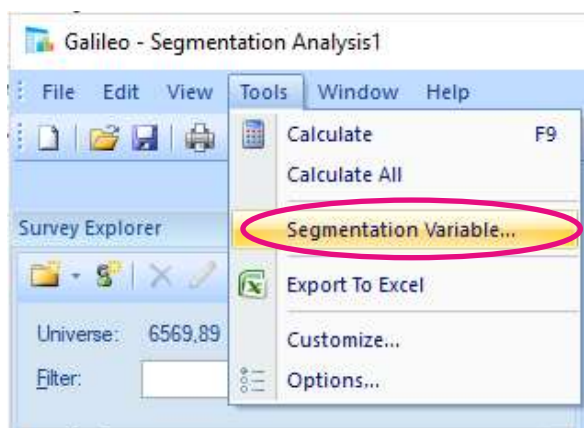 Galileo - Segmentation Analysis1
File Edit View Tools Window Help
Calculate F9
Calculate All
Survey Explorer
Segmentation Variable...
Export To Excel
Universe: 6569,89
Customize...
Filter:
Options...